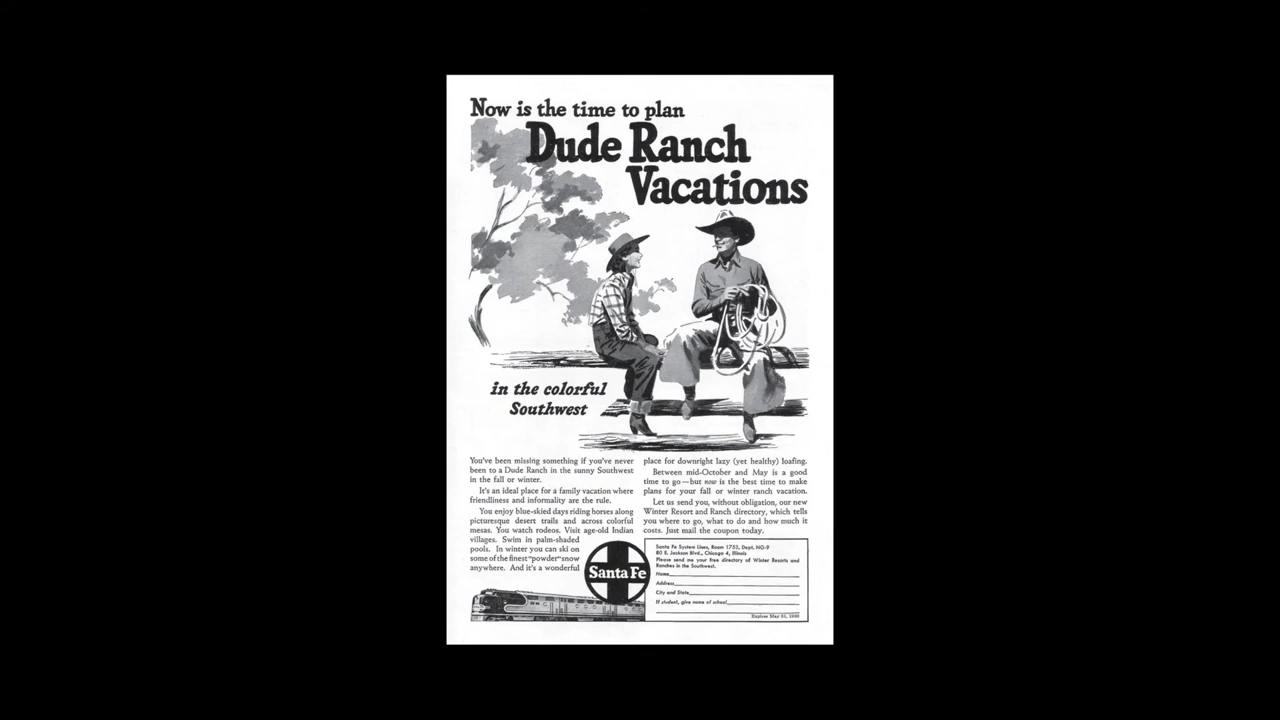 Now is the time to plan
Dude Ranch
Vacations
in the colorful
Southwest
You've been missing something if you've never
been to a Dude Ranch in the sunny Southwest
in the fall or winter.
It's an ideal place for a family vacation where
friendliness and informality are the rule.
You enjoy blue-skied days riding horses along
picturesque desert trails and across colorful
mesas. You watch rodeos. Visit age-old Indian
villages. Swim in palm-shaded
pools. In winter you can ski on
some of the finest "powder" snow
anywhere. And it's a wonderful
place for downright lazy (yet healthy) loafing.
Between mid-October and May is a good
time to go—but now is the best time to make
plans for your fall or winter ranch vacation.
Let us send you, without obligation, our new
Winter Resort and Ranch directory, which tells
you where to go, what to do and how much it
costs. Just mail the coupon today.
Santa Fe
Santa Fe System Lines, Room 1753, Dept. NG-9
80 E. Jackson Blvd., Chicago 4, Illinois
Please send me your free directory of Winter Resorts and
Ranches in the Southwest.
Name
Address
City and State
If student, give name of school
Expires May 31,